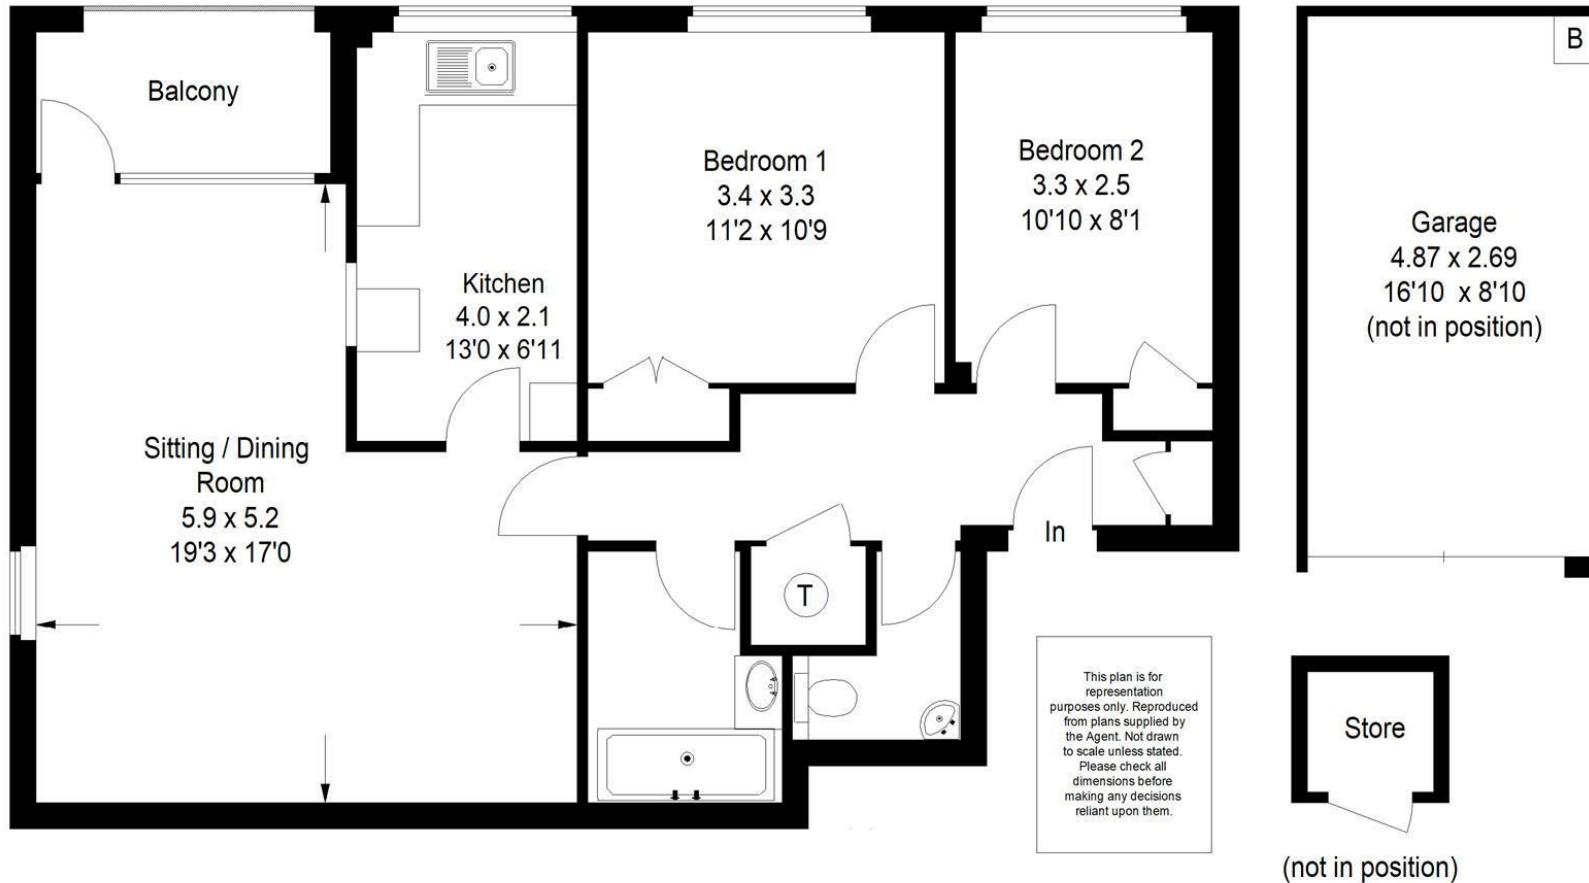 Balcony
Bedroom 1
3.4 x 3.3
11'2 x 10'9
Bedroom 2
3.3 x 2.5
10'10 x 8'1
B
Garage
4.87 x 2.69
16'10 x 8'10
(not in position)
Kitchen
4.0 x 2.1
13'0 x 6'11
Sitting / Dining
Room
5.9 x 5.2
19'3 x 17'0
In
T
This plan is for
representation
purposes only. Reproduced
from plans supplied by
the Agent. Not drawn
to scale unless stated.
Please check all
dimensions before
making any decisions
reliant upon them.
Store
(not in position)